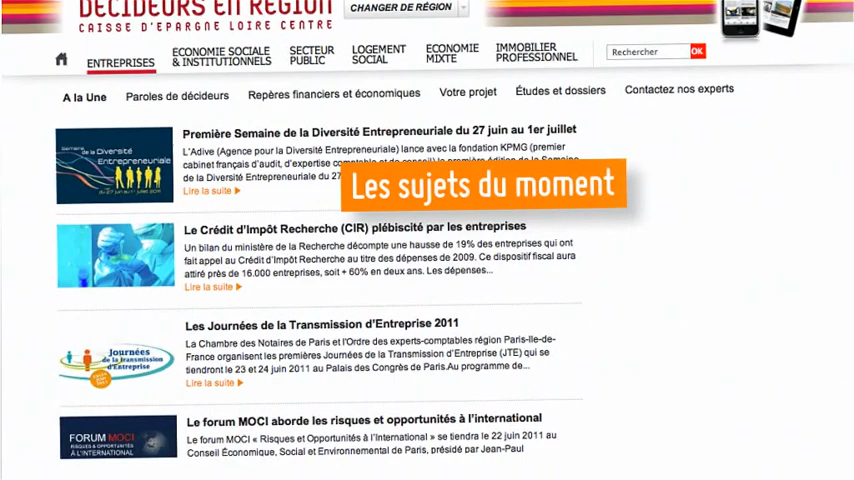 DÉCIDEURS EN RÉGION
CAISSE D'EPARGNE LOIRE CENTRE
CHANGER DE RÉGION
ENTREPRISES
ECONOMIE SOCIALE
& INSTITUTIONNELS
SECTEUR
PUBLIC
LOGEMENT
SOCIAL
ECONOMIE
MIXTE
IMMOBILIER
PROFESSIONNEL
Rechercher
OK
A la Une
Paroles de décideurs
Repères financiers et économiques
Votre projet
Études et dossiers
Contactez nos experts
Semaine
de la Diversité
Entrepreneuriale
du 27 juin au 1er juillet 2011
Première Semaine de la Diversité Entrepreneuriale du 27 juin au 1er juillet
L'Adive (Agence pour la Diversité Entrepreneuriale) lance avec la fondation KPMG (premier
cabinet français d'audit, d'expertise comptable et de conseil) la première édition de la Semaine
de la Diversité Entrepreneuriale du 27
Lire la suite
Les sujets du moment
Le Crédit d'Impôt Recherche (CIR) plébiscité par les entreprises
Un bilan du ministère de la Recherche décompte une hausse de 19% des entreprises qui ont
fait appel au Crédit d'Impôt Recherche au titre des dépenses de 2009. Ce dispositif fiscal aura
attiré près de 16.000 entreprises, soit + 60% en deux ans. Les dépenses...
Lire la suite
Journées
de la transmission
d'Entreprise
Les Journées de la Transmission d'Entreprise 2011
La Chambre des Notaires de Paris et l'Ordre des experts-comptables région Paris-Ile-de-
France organisent les premières Journées de la Transmission d'Entreprise (JTE) qui se
tiendront le 23 et 24 juin 2011 au Palais des Congrès de Paris.Au programme de...
Lire la suite
FORUM MOCI
RISQUES & OPPORTUNITÉS
À L'INTERNATIONAL
Le forum MOCI aborde les risques et opportunités à l'international
Le forum MOCI « Risques et Opportunités à l'International » se tiendra le 22 juin 2011 au
Conseil Économique, Social et Environnemental de Paris, présidé par Jean-Paul